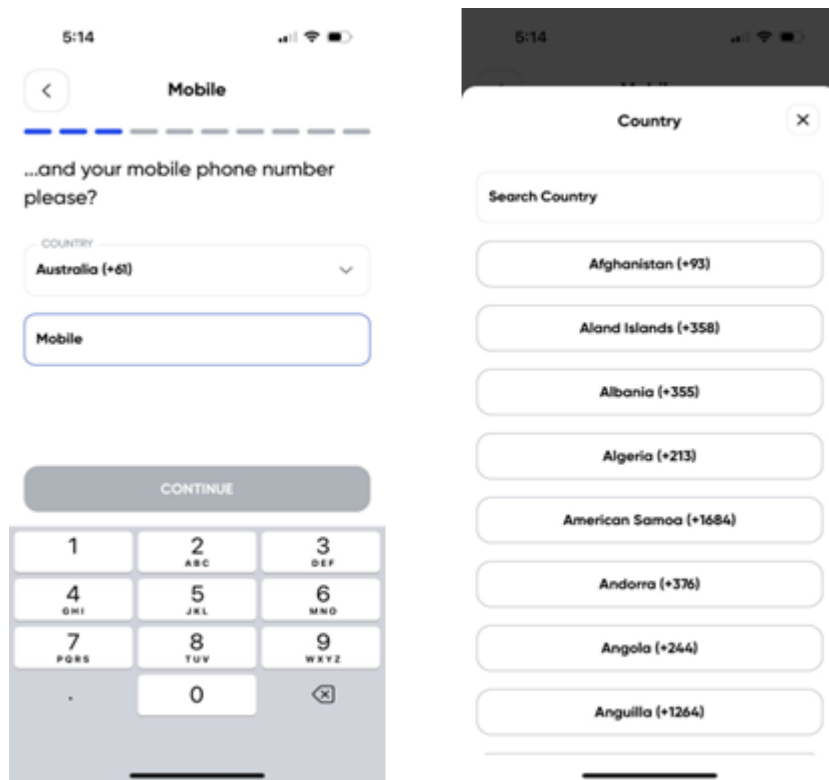 5:14
Mobile
...and your mobile phone number
please?
COUNTRY
Australia (+61)
Mobile
CONTINUE
1
2
ABC
3
DEF
4
GHI
5
JKL
6
MNO
7
PQRS
8
TUV
9
WXYZ
.
0
5:14
Country
Search Country
Afghanistan (+93)
Aland Islands (+358)
Albania (+355)
Algeria (+213)
American Samoa (+1684)
Andorra (+376)
Angola (+244)
Anguilla (+1264)